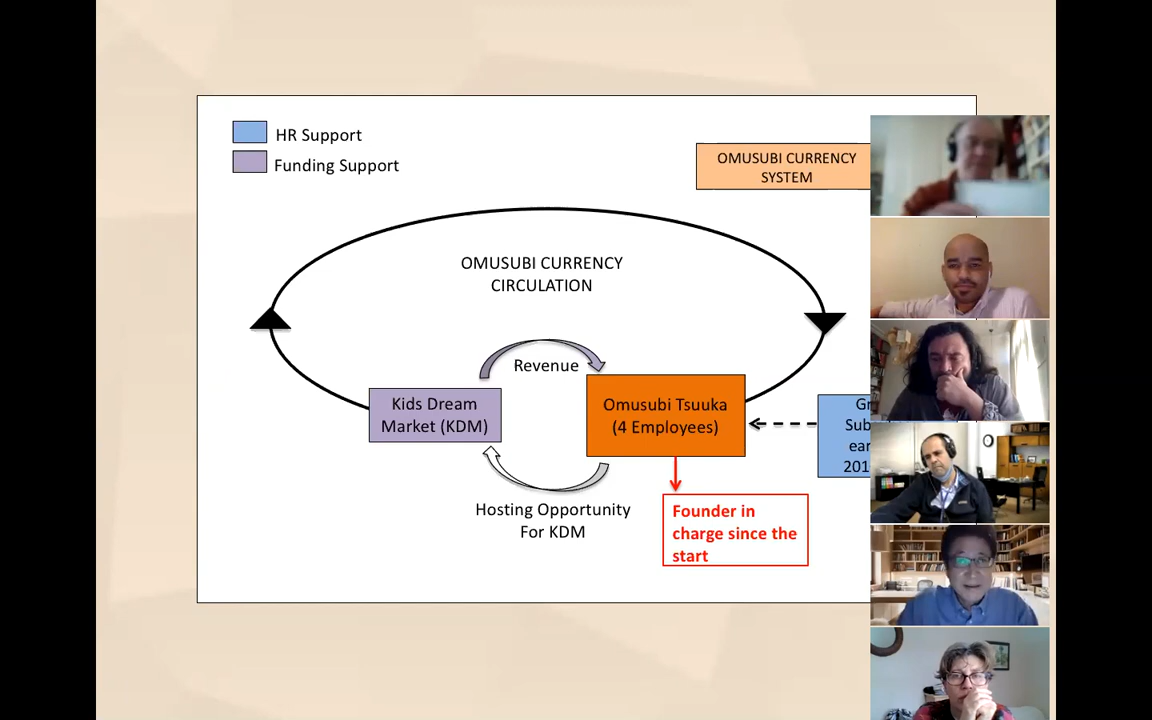 HR Support
Funding Support
OMUSUBI CURRENCY
SYSTEM
OMUSUBI CURRENCY
CIRCULATION
Revenue
Kids Dream
Market (KDM)
Omusubi Tsuuka
(4 Employees)
Hosting Opportunity
For KDM
Founder in
charge since the
start